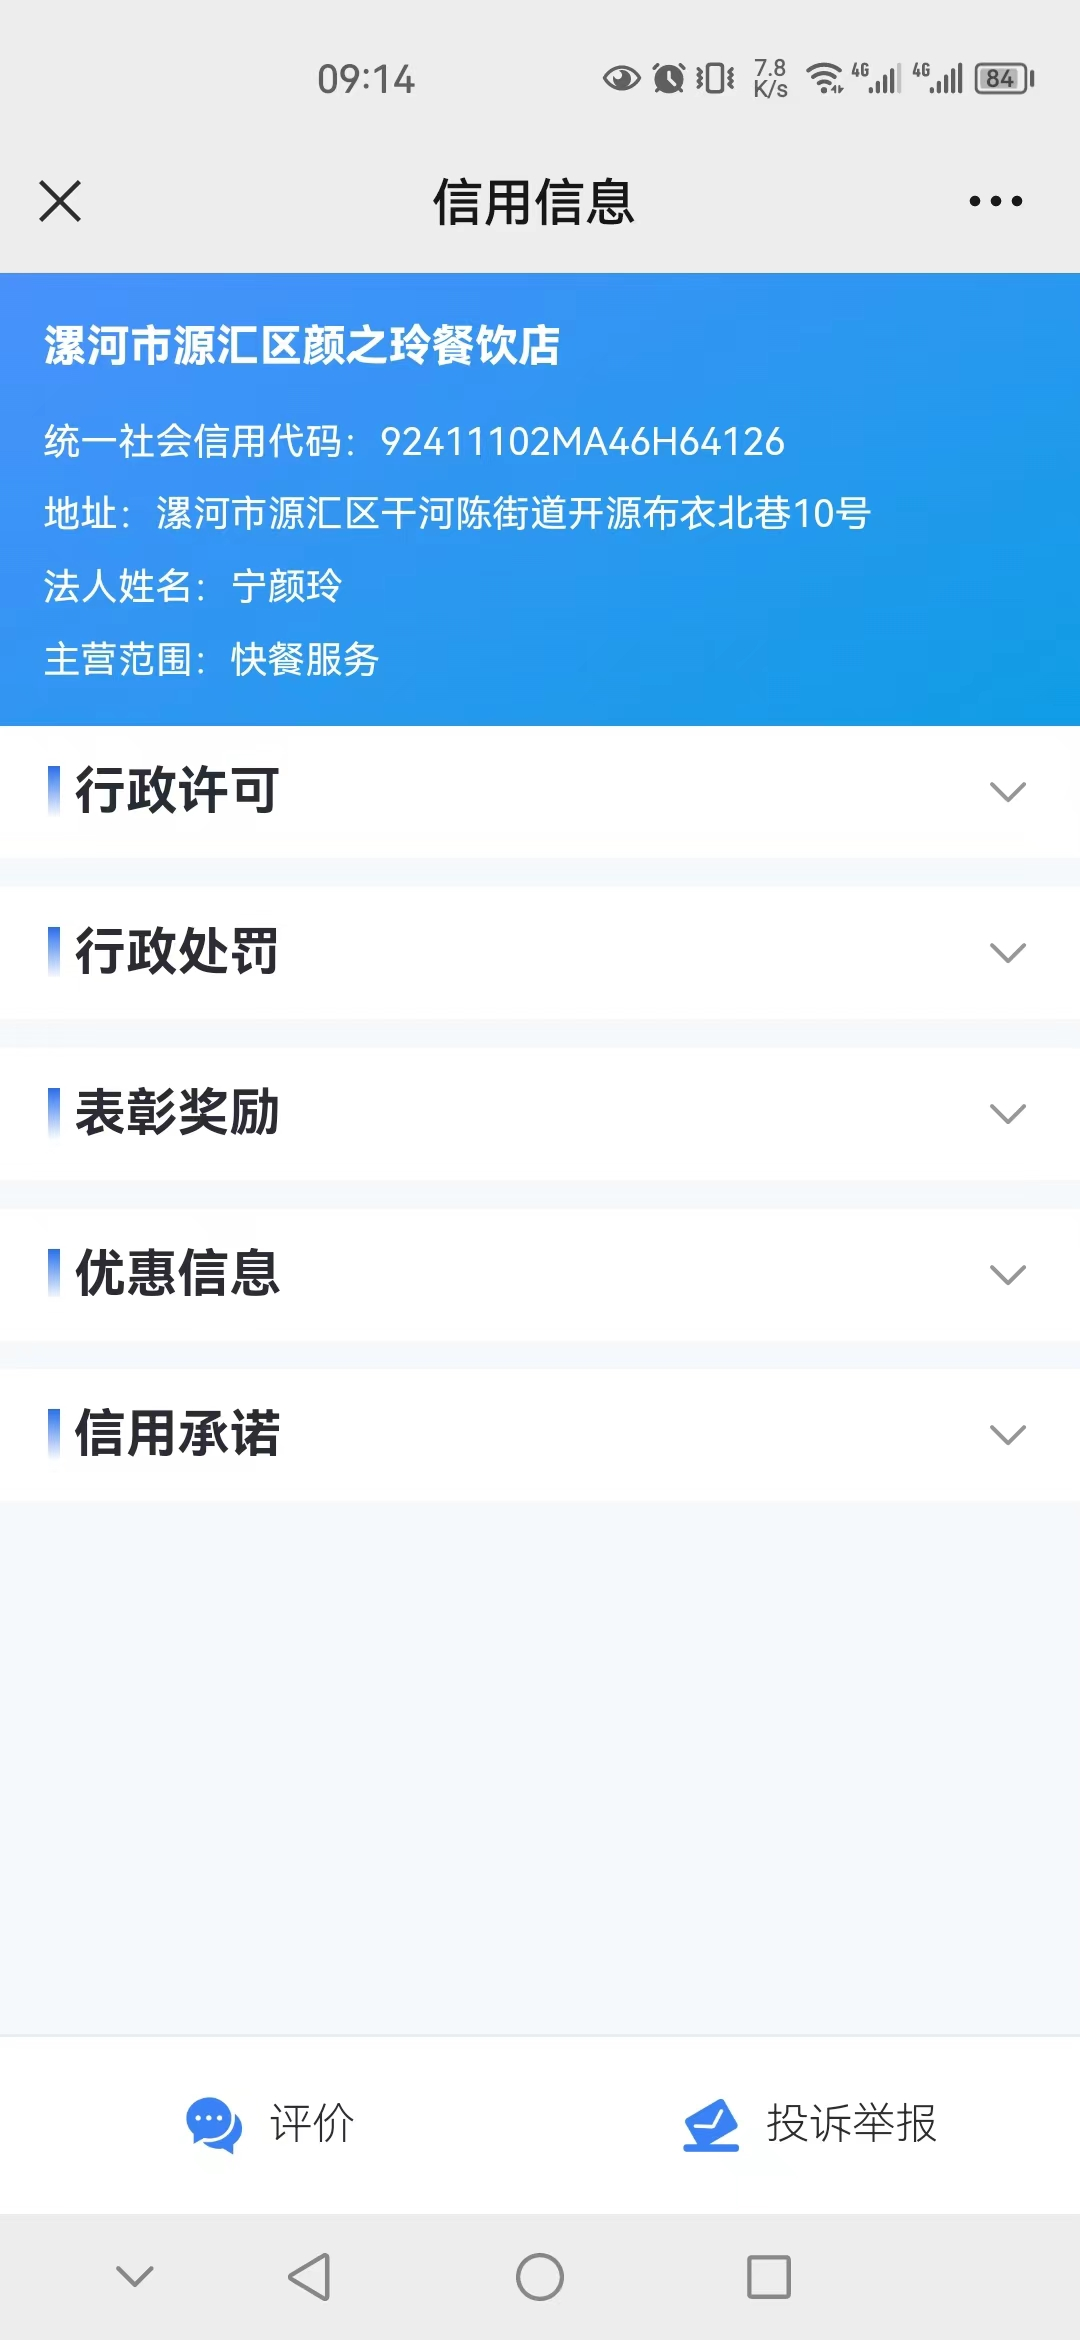 09:14
7.8
K/s
4G
4G
84
信用信息
漯河市源汇区颜之玲餐饮店
统一社会信用代码：92411102MA46H64126
地址：漯河市源汇区干河陈街道开源布衣北巷10号
法人姓名：宁颜玲
主营范围：快餐服务
行政许可
行政处罚
表彰奖励
优惠信息
信用承诺
评价
投诉举报